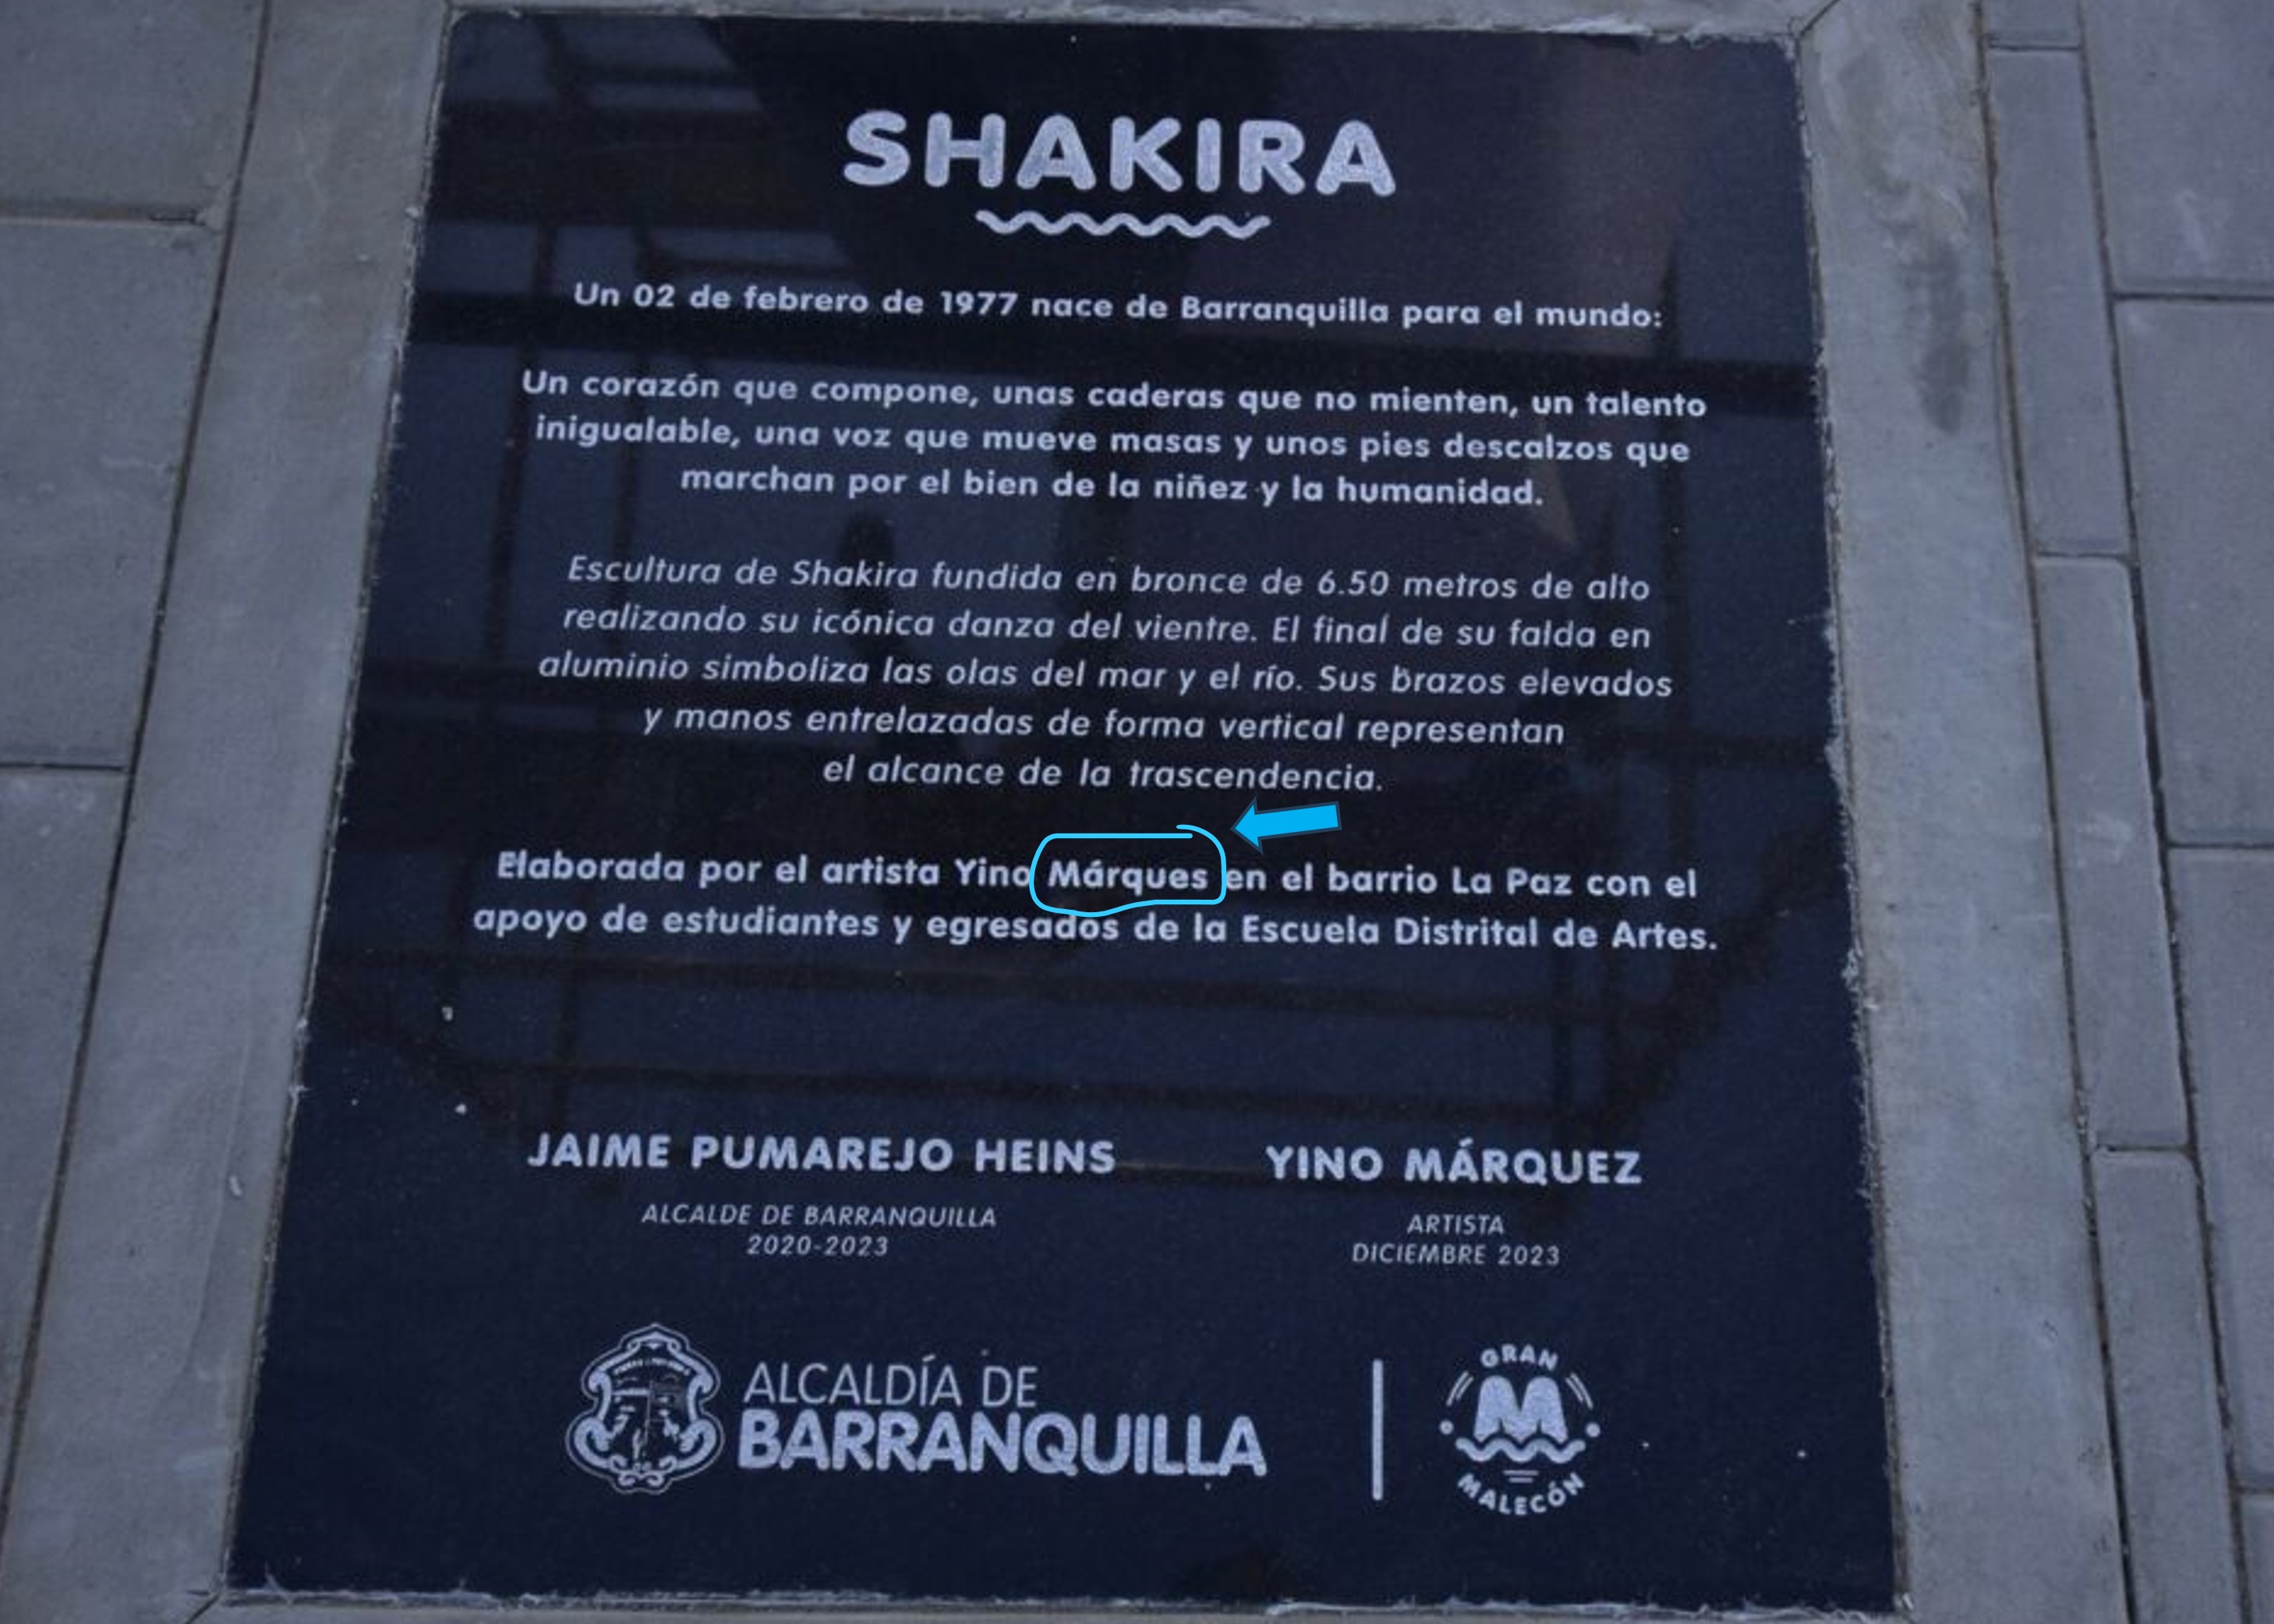 SHAKIRA
Un 02 de febrero de 1977 nace de Barranquilla para el mundo:
Un corazón que compone, unas caderas que no mienten, un talento
inigualable, una voz que mueve masas y unos pies descalzos que
marchan por el bien de la niñez y la humanidad.
Escultura de Shakira fundida en bronce de 6.50 metros de alto
realizando su icónica danza del vientre. El final de su falda en
aluminio simboliza las olas del mar y el río. Sus brazos elevados
y manos entrelazadas de forma vertical representan
el alcance de la trascendencia.
Elaborada por el artista Yino Márques en el barrio La Paz con el
apoyo de estudiantes y egresados de la Escuela Distrital de Artes.
JAIME PUMAREJO HEINS
ALCALDE DE BARRANQUILLA
2020-2023
YINO MÁRQUEZ
ARTISTA
DICIEMBRE 2023
ALCALDÍA DE
BARRANQUILLA
GRAN
M
MALECÓN